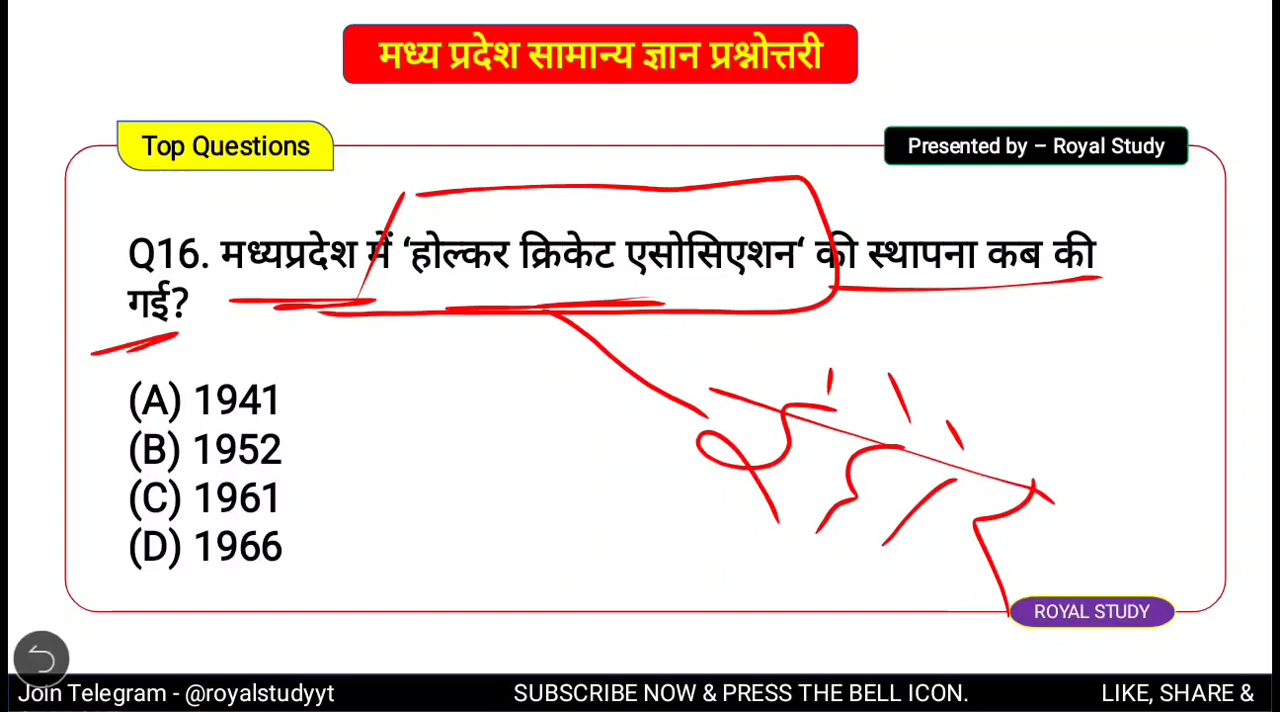 मध्य प्रदेश सामान्य ज्ञान प्रश्नोत्तरी
Top Questions
Presented by – Royal Study
Q16. मध्यप्रदेश में ‘होल्कर क्रिकेट एसोसिएशन‘ की स्थापना कब की
गई?
(A) 1941
(B) 1952
(C) 1961
(D) 1966
ROYAL STUDY
Join Telegram - @royalstudyyt SUBSCRIBE NOW & PRESS THE BELL ICON. LIKE, SHARE &